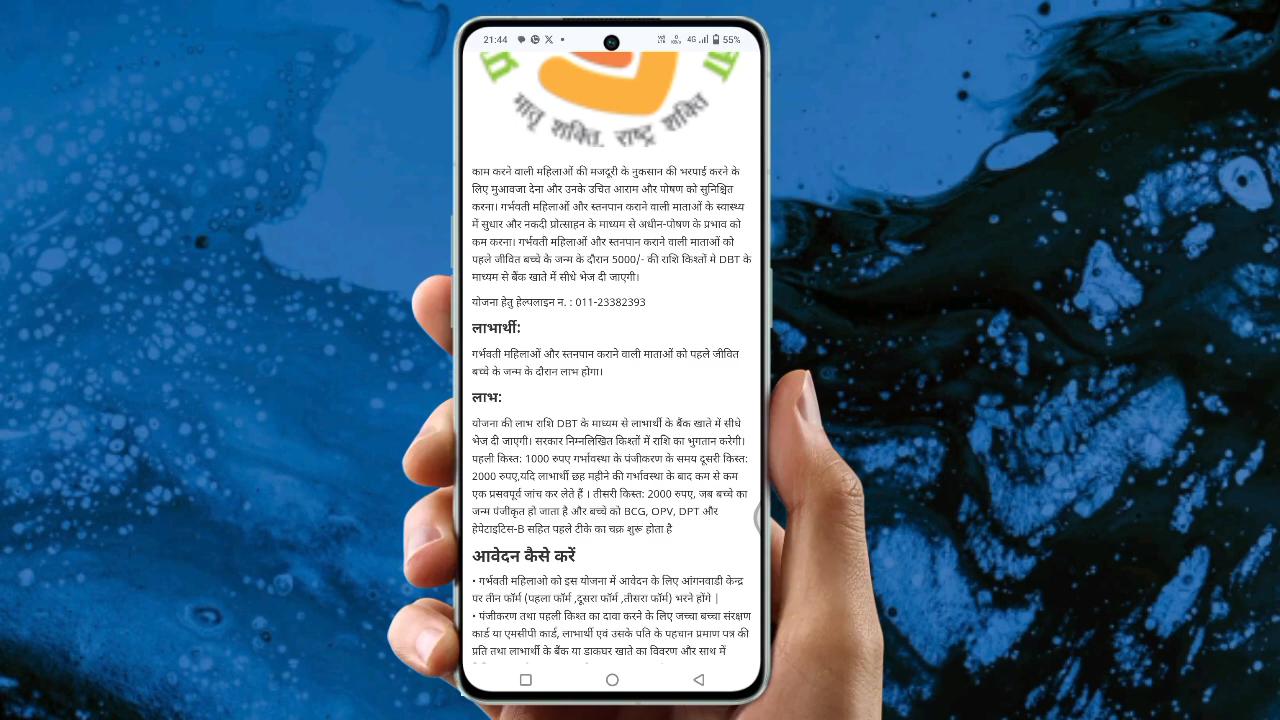 21:44
4G 55%
मातृ शक्ति, राष्ट्र शक्ति
काम करने वाली महिलाओं की मजदूरी के नुकसान की भरपाई करने के
लिए मुआवजा देना और उनके उचित आराम और पोषण को सुनिश्चित
करना। गर्भवती महिलाओं और स्तनपान कराने वाली माताओं के स्वास्थ्य
में सुधार और नकदी प्रोत्साहन के माध्यम से अधीन-पोषण के प्रभाव को
कम करना। गर्भवती महिलाओं और स्तनपान कराने वाली माताओं को
पहले जीवित बच्चे के जन्म के दौरान 5000/- की राशि किश्तों मे DBT के
माध्यम से बैंक खाते में सीधे भेज दी जाएगी।
योजना हेतु हेल्पलाइन न. : 011-23382393
लाभार्थी:
गर्भवती महिलाओं और स्तनपान कराने वाली माताओं को पहले जीवित
बच्चे के जन्म के दौरान लाभ होगा।
लाभ:
योजना की लाभ राशि DBT के माध्यम से लाभार्थी के बैंक खाते में सीधे
भेज दी जाएगी। सरकार निम्नलिखित किश्तों में राशि का भुगतान करेगी।
पहली किस्त: 1000 रुपए गर्भावस्था के पंजीकरण के समय दूसरी किस्त:
2000 रुपए,यदि लाभार्थी छह महीने की गर्भावस्था के बाद कम से कम
एक प्रसवपूर्व जांच कर लेते हैं । तीसरी किस्त: 2000 रुपए, जब बच्चे का
जन्म पंजीकृत हो जाता है और बच्चे को BCG, OPV, DPT और
हेपेटाइटिस-B सहित पहले टीके का चक्र शुरू होता है
आवेदन कैसे करें
• गर्भवती महिलाओ को इस योजना में आवेदन के लिए आंगनवाडी केन्द्र
पर तीन फॉर्म (पहला फॉर्म ,दूसरा फॉर्म ,तीसरा फॉर्म) भरने होंगे |
• पंजीकरण तथा पहली किश्त का दावा करने के लिए जच्चा बच्चा संरक्षण
कार्ड या एमसीपी कार्ड, लाभार्थी एवं उसके पति के पहचान प्रमाण पत्र की
प्रति तथा लाभार्थी के बैंक या डाकघर खाते का विवरण और साथ में